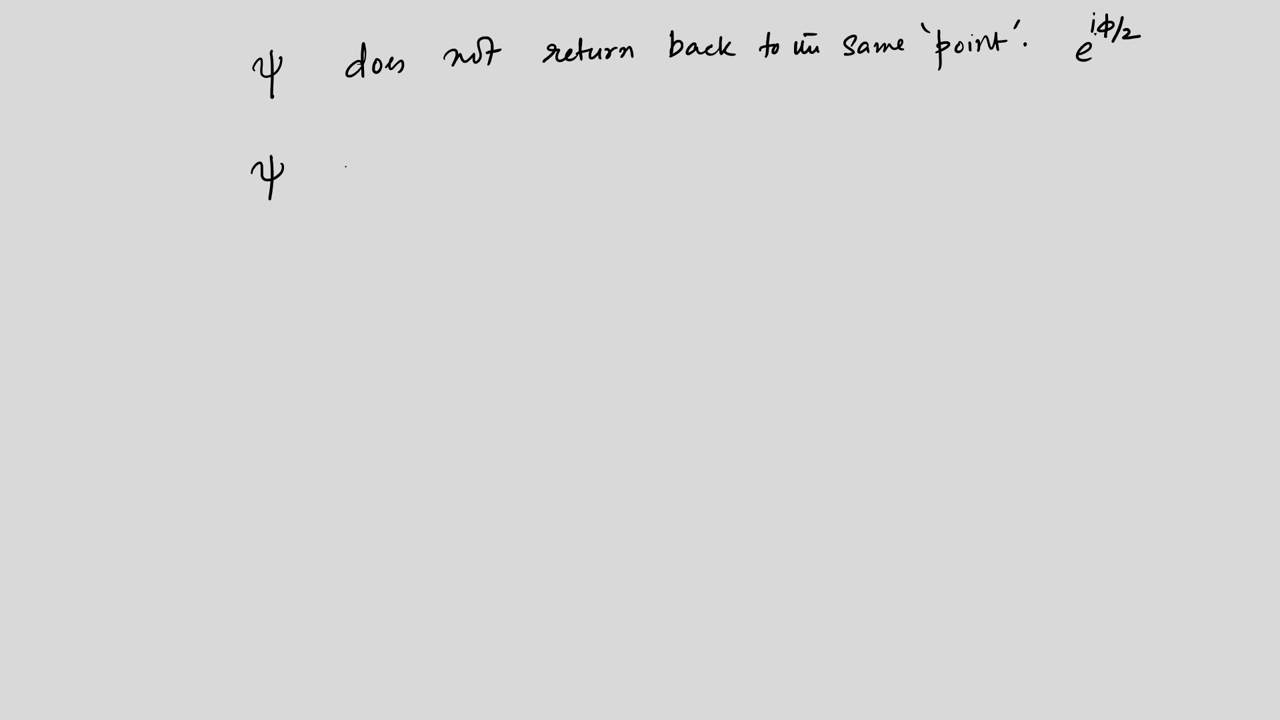 ψ does not return back to the same 'point'. e^{iϕ/2}
ψ